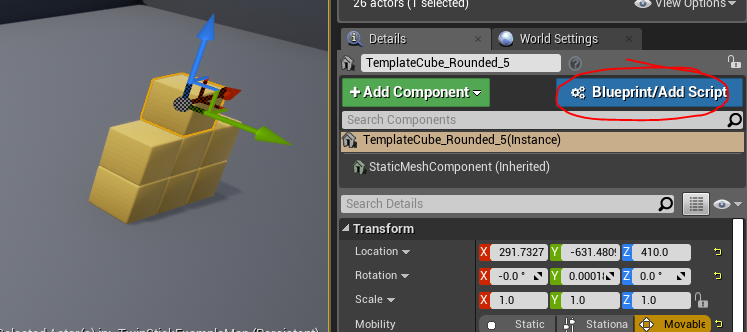 26 actors (1 selected)
View Options
Details
World Settings
TemplateCube_Rounded_5
+ Add Component
Blueprint/Add Script
Search Components
TemplateCube_Rounded_5(Instance)
StaticMeshComponent (Inherited)
Search Details
Transform
Location
X 291.7327 Y -631.480 Z 410.0
Rotation
X -0.0 ° Y 0.0001 Z 0.0 °
Scale
X 1.0 Y 1.0 Z 1.0
Mobility
Static
Stationa
Movable
Selected Actor(s) in: TwinStickExampleMap (Persistent)